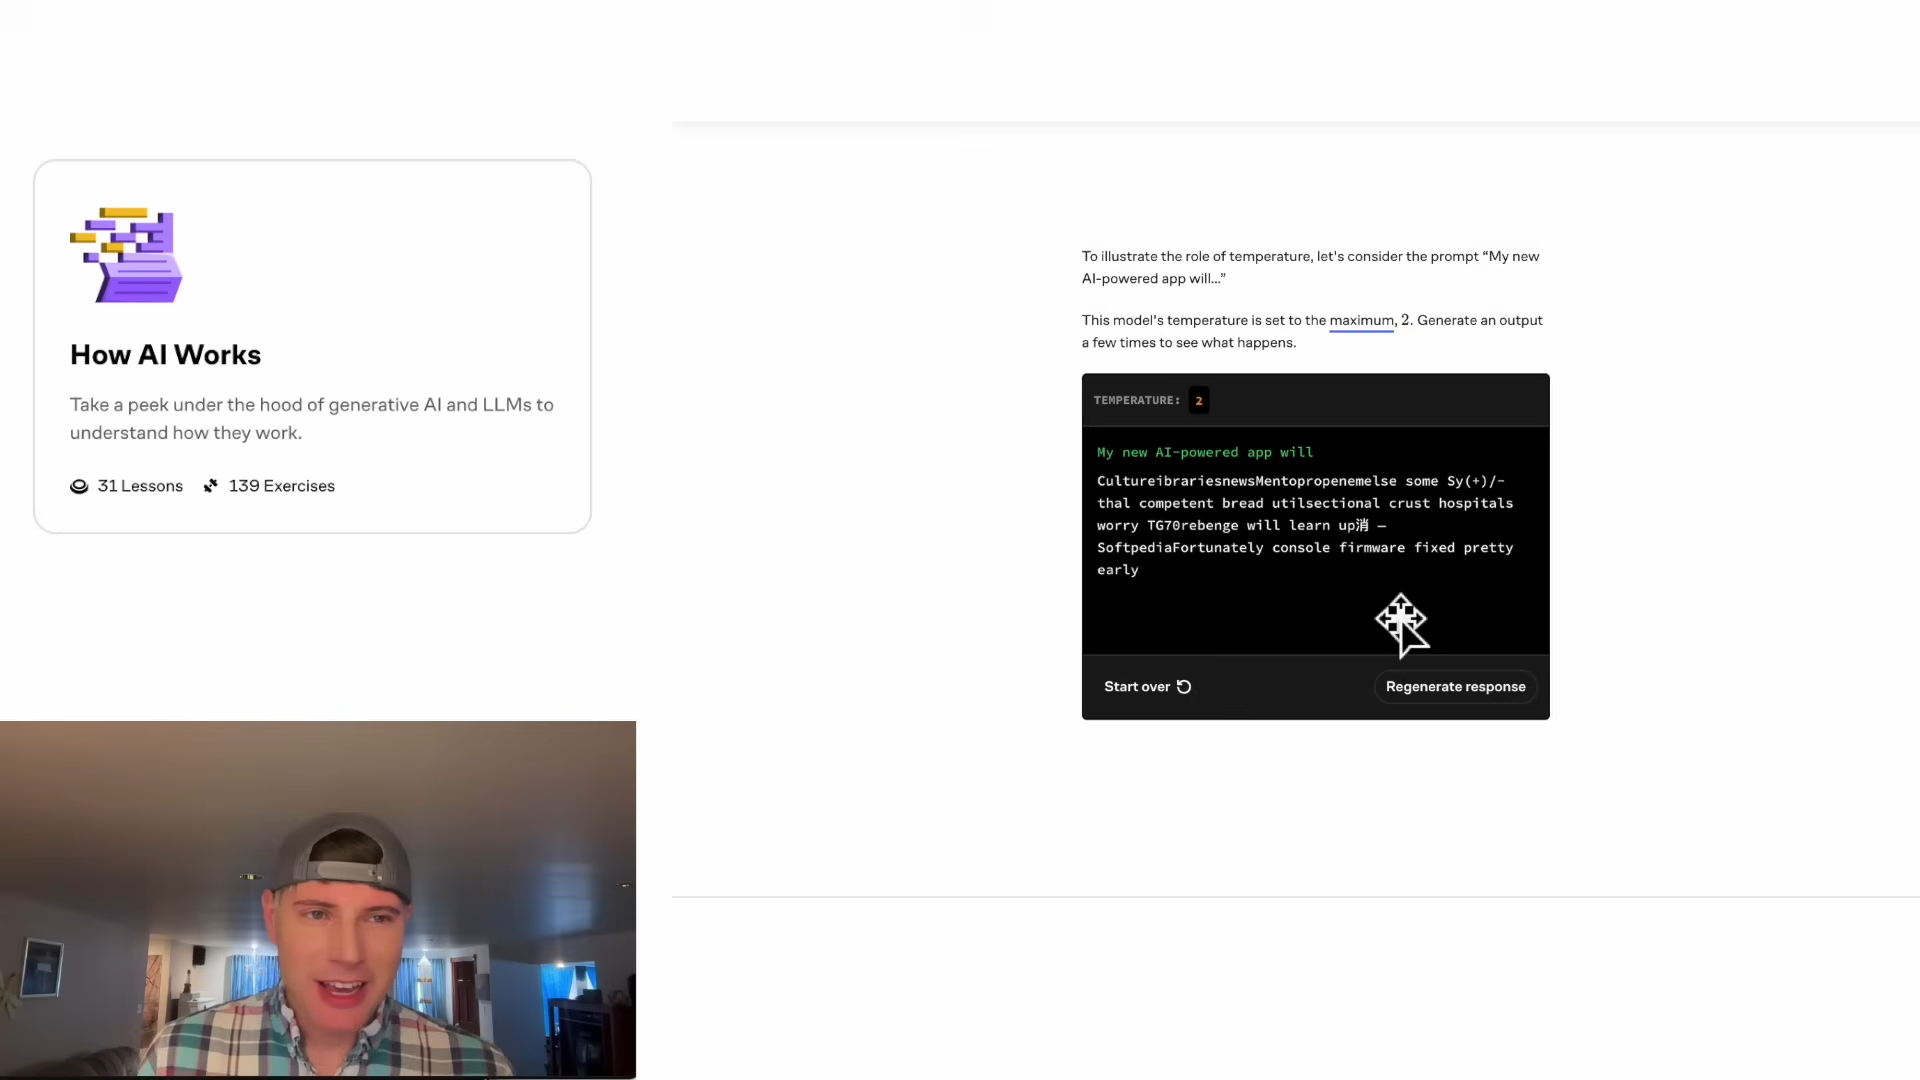 How AI Works
Take a peek under the hood of generative AI and LLMs to
understand how they work.
31 Lessons 139 Exercises
To illustrate the role of temperature, let's consider the prompt “My new
AI-powered app will...”
This model's temperature is set to the maximum, 2. Generate an output
a few times to see what happens.
TEMPERATURE: 2
My new AI-powered app will
CultureibrariesnewsMentopropenemelse some Sy(+)/-
thal competent bread utilsectional crust hospitals
worry TG70rebenge will learn up消 —
SoftpediaFortunately console firmware fixed pretty
early
Start over
Regenerate response